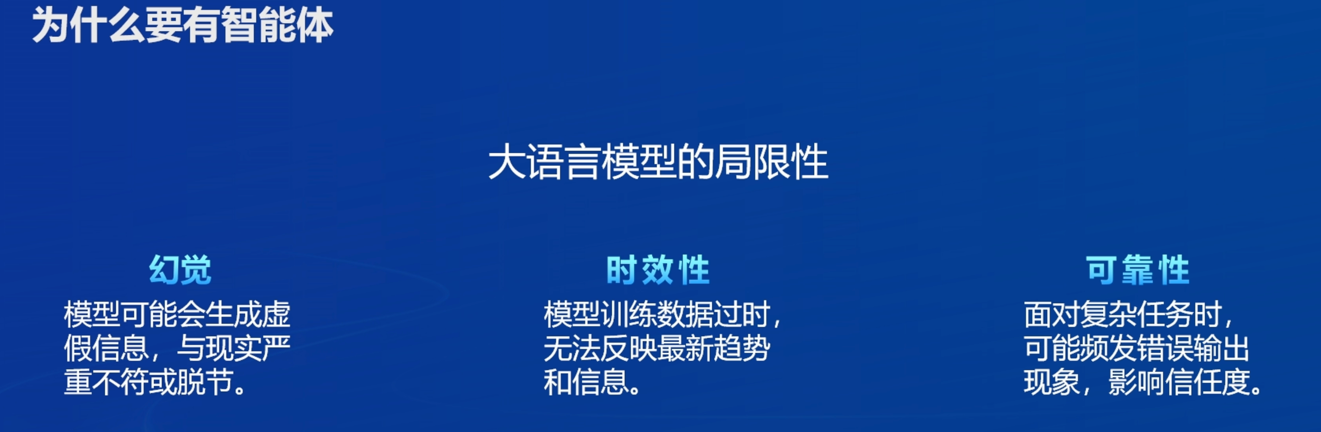 为什么要有智能体
大语言模型的局限性
幻觉
模型可能会生成虚
假信息，与现实严
重不符或脱节。
时效性
模型训练数据过时，
无法反映最新趋势
和信息。
可靠性
面对复杂任务时，
可能频发错误输出
现象，影响信任度。